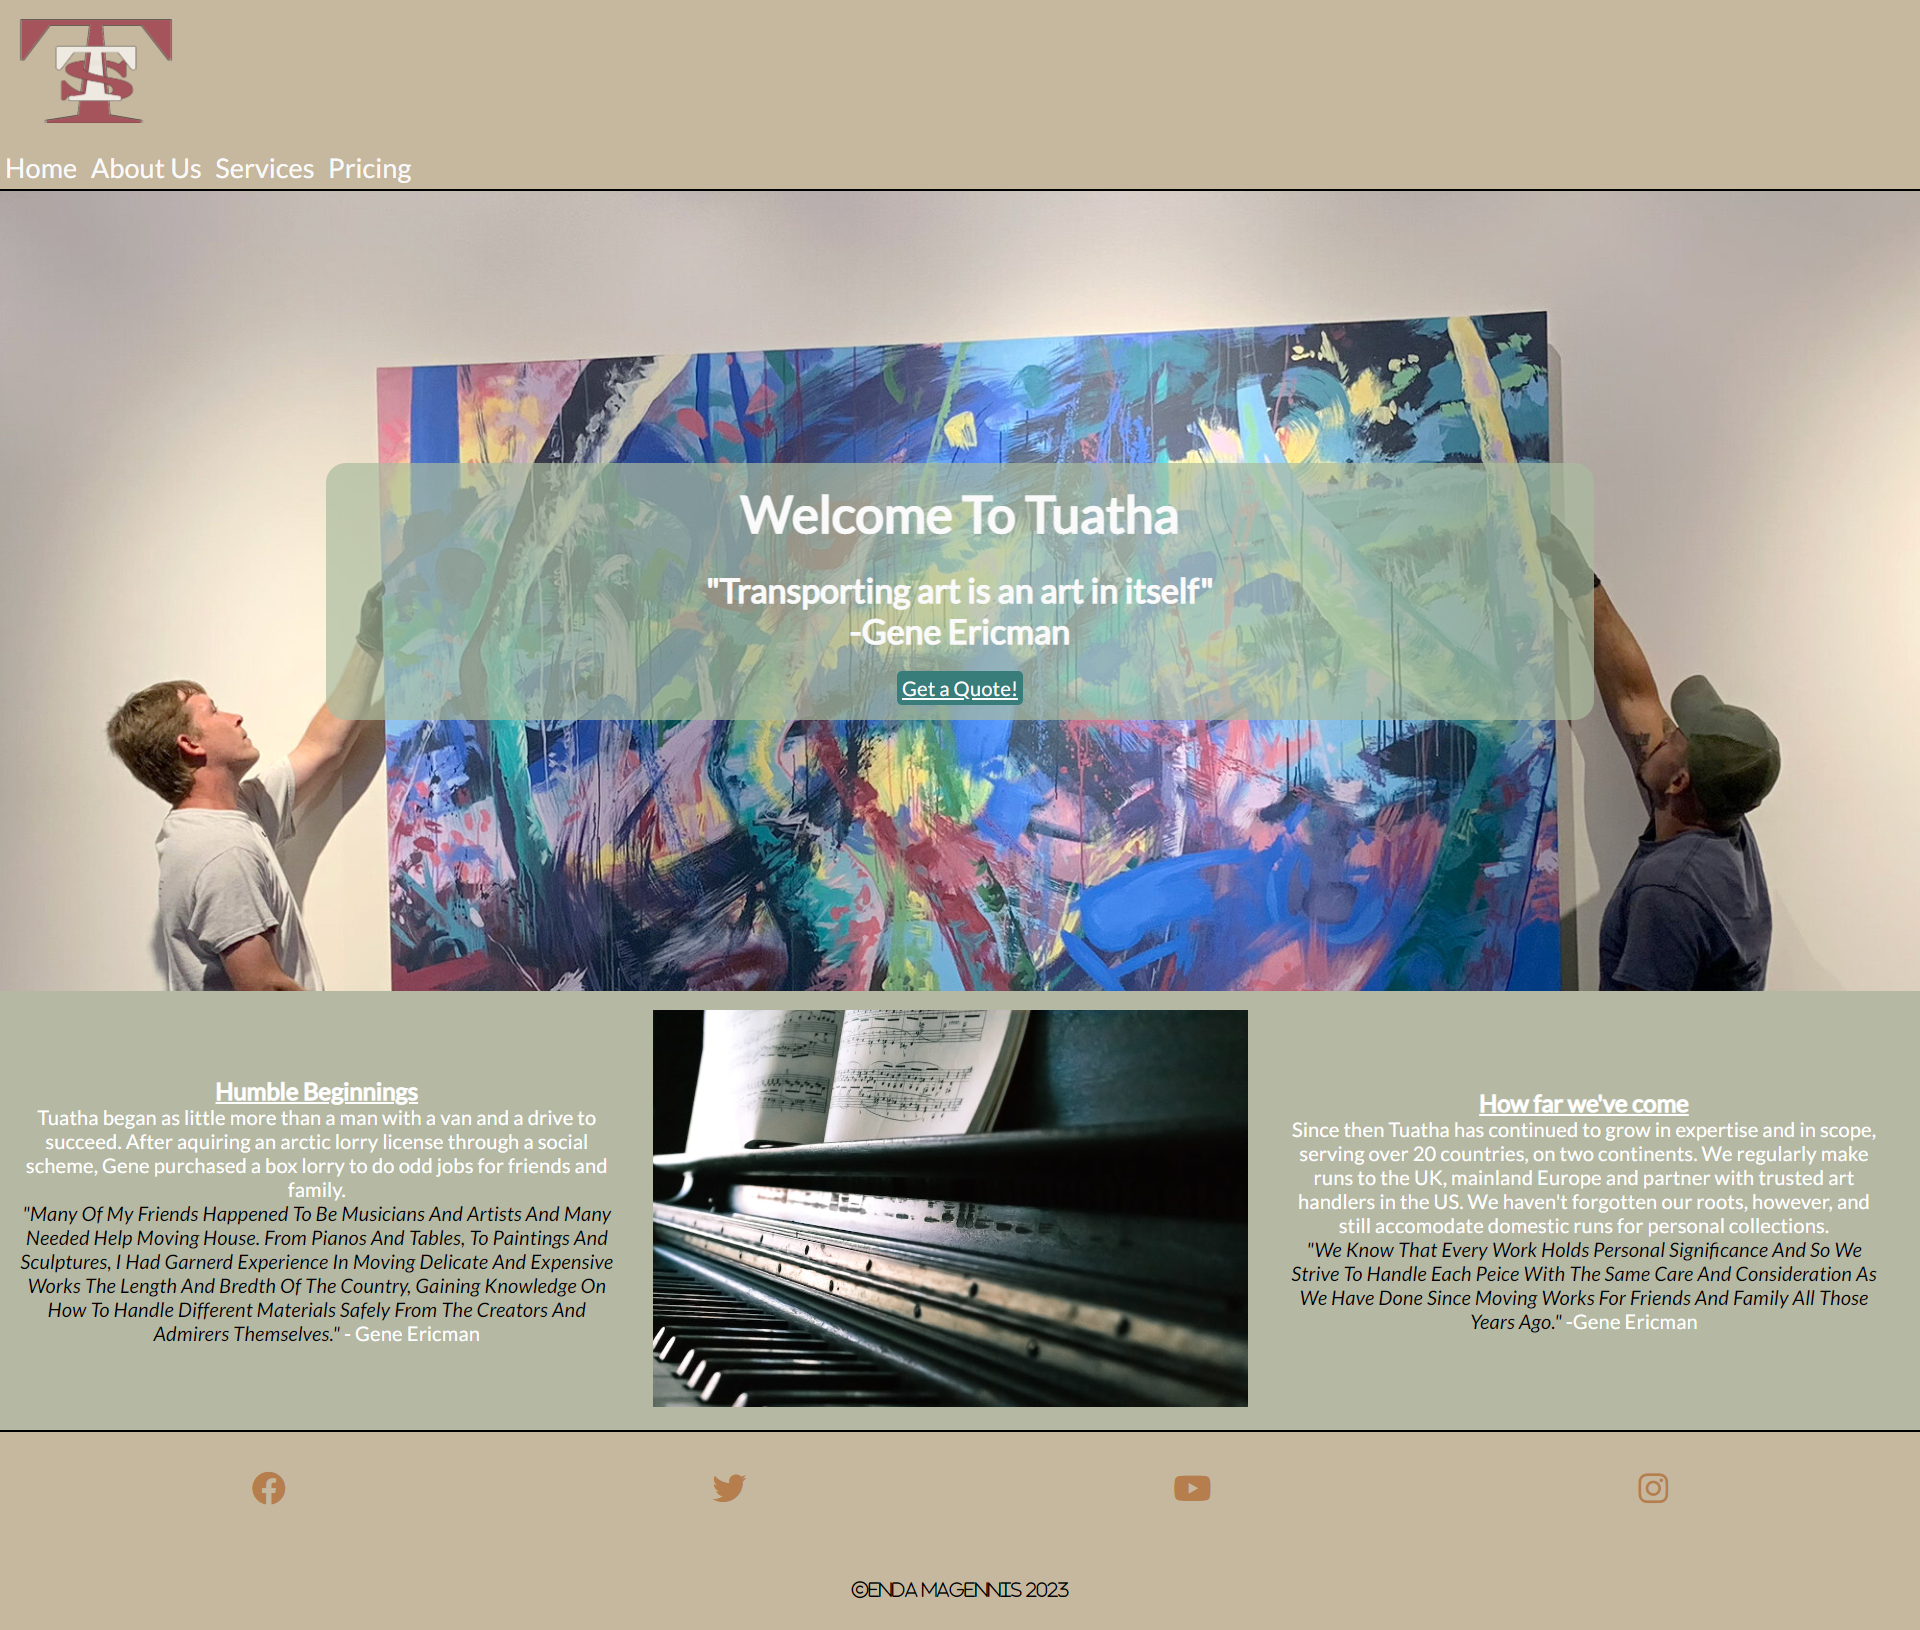 TTS
Home About Us Services Pricing
Welcome To Tuatha
"Transporting art is an art in itself"
-Gene Ericman
Get a Quote!
Humble Beginnings
Tuatha began as little more than a man with a van and a drive to
succeed. After aquiring an arctic lorry license through a social
scheme, Gene purchased a box lorry to do odd jobs for friends and
family.
"Many Of My Friends Happened To Be Musicians And Artists And Many
Needed Help Moving House. From Pianos And Tables, To Paintings And
Sculptures, I Had Garnerd Experience In Moving Delicate And Expensive
Works The Length And Bredth Of The Country, Gaining Knowledge On
How To Handle Different Materials Safely From The Creators And
Admirers Themselves." - Gene Ericman
How far we've come
Since then Tuatha has continued to grow in expertise and in scope,
serving over 20 countries, on two continents. We regularly make
runs to the UK, mainland Europe and partner with trusted art
handlers in the US. We haven't forgotten our roots, however, and
still accomodate domestic runs for personal collections.
"We Know That Every Work Holds Personal Significance And So We
Strive To Handle Each Peice With The Same Care And Consideration As
We Have Done Since Moving Works For Friends And Family All Those
Years Ago." -Gene Ericman
©ENDA MAGENNIS 2023